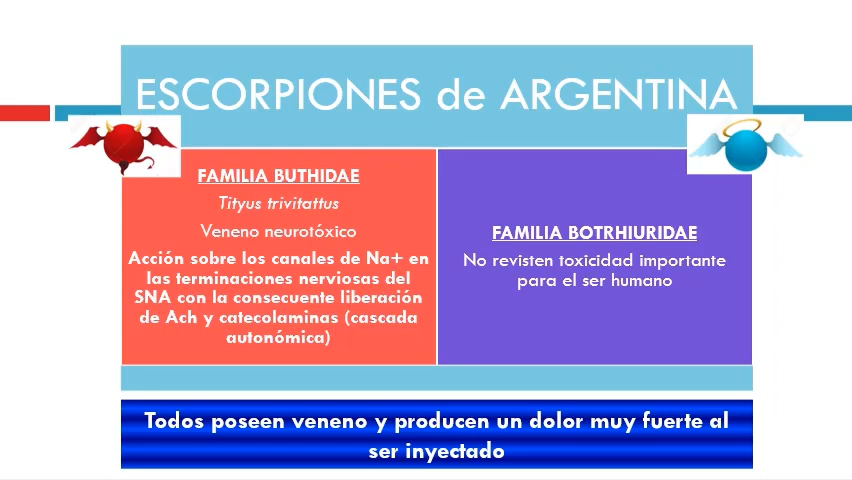 ESCORPIONES de ARGENTINA
FAMILIA BUTHIDAE
Tityus trivitattus
Veneno neurotóxico
Acción sobre los canales de Na+ en
las terminaciones nerviosas del
SNA con la consecuente liberación
de Ach y catecolaminas (cascada
autonómica)
FAMILIA BOTRHIURIDAE
No revisten toxicidad importante
para el ser humano
Todos poseen veneno y producen un dolor muy fuerte al
ser inyectado